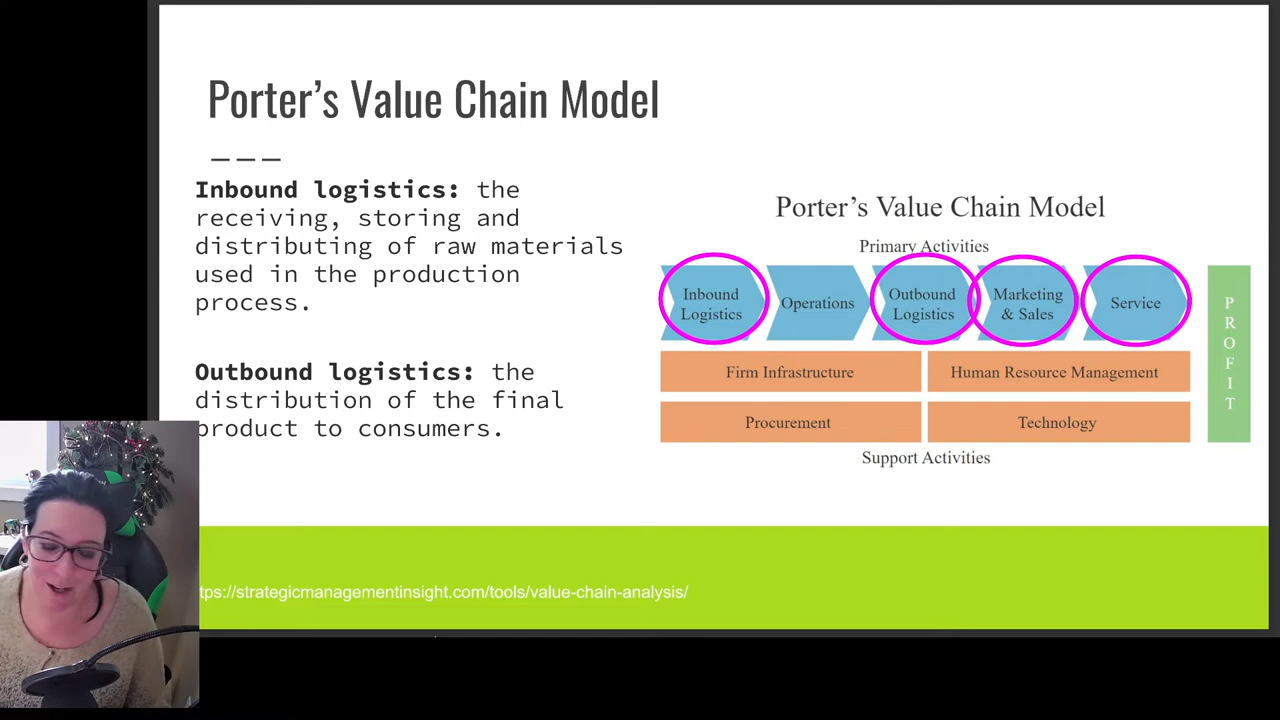 Porter's Value Chain Model
Inbound logistics: the
receiving, storing and
distributing of raw materials
used in the production
process.
Outbound logistics: the
distribution of the final
product to consumers.
Porter's Value Chain Model
Primary Activities
Inbound
Logistics
Operations
Outbound
Logistics
Marketing
& Sales
Service
Firm Infrastructure
Human Resource Management
Procurement
Technology
Support Activities
PROFIT
tps://strategicmanagementinsight.com/tools/value-chain-analysis/